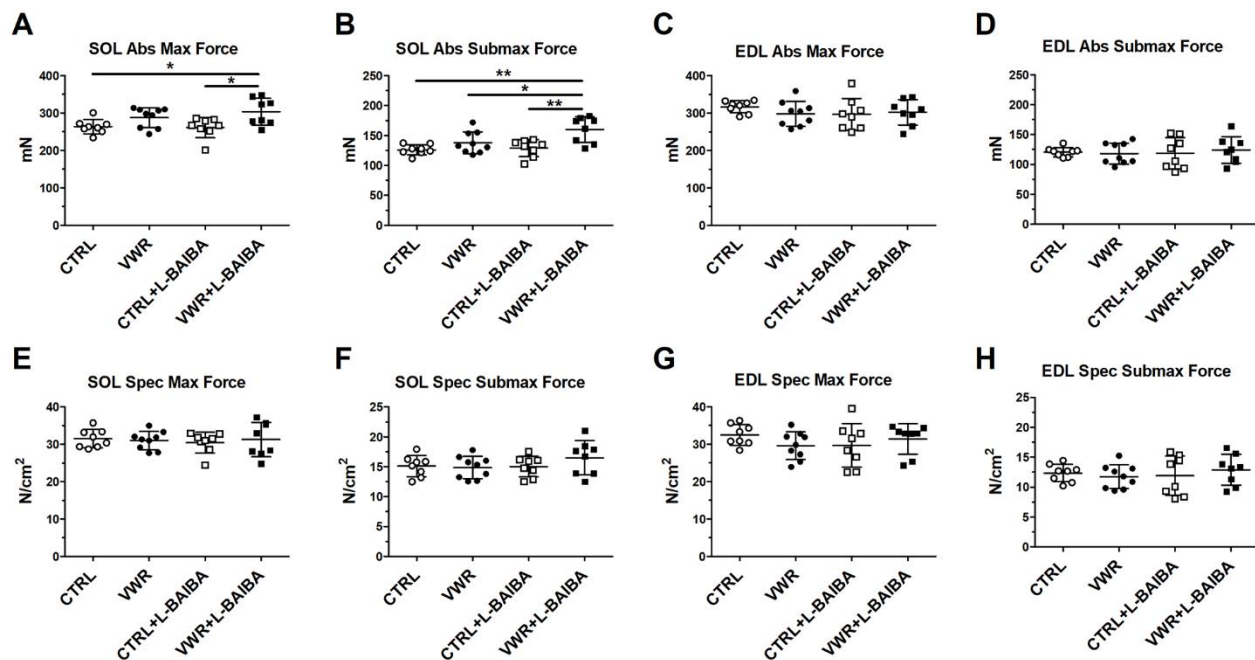 A
SOL Abs Max Force
*
*
400
300
200
100
0
mN
CTRL
VWR
CTRL+L-BAIBA
VWR+L-BAIBA
B
SOL Abs Submax Force
**
*
**
250
200
150
100
50
0
mN
CTRL
VWR
CTRL+L-BAIBA
VWR+L-BAIBA
C
EDL Abs Max Force
400
300
200
100
0
mN
CTRL
VWR
CTRL+L-BAIBA
VWR+L-BAIBA
D
EDL Abs Submax Force
250
200
150
100
50
0
mN
CTRL
VWR
CTRL+L-BAIBA
VWR+L-BAIBA
E
SOL Spec Max Force
40
30
20
10
0
N/cm²
CTRL
VWR
CTRL+L-BAIBA
VWR+L-BAIBA
F
SOL Spec Submax Force
25
20
15
10
5
0
N/cm²
CTRL
VWR
CTRL+L-BAIBA
VWR+L-BAIBA
G
EDL Spec Max Force
40
30
20
10
0
N/cm²
CTRL
VWR
CTRL+L-BAIBA
VWR+L-BAIBA
H
EDL Spec Submax Force
25
20
15
10
5
0
N/cm²
CTRL
VWR
CTRL+L-BAIBA
VWR+L-BAIBA